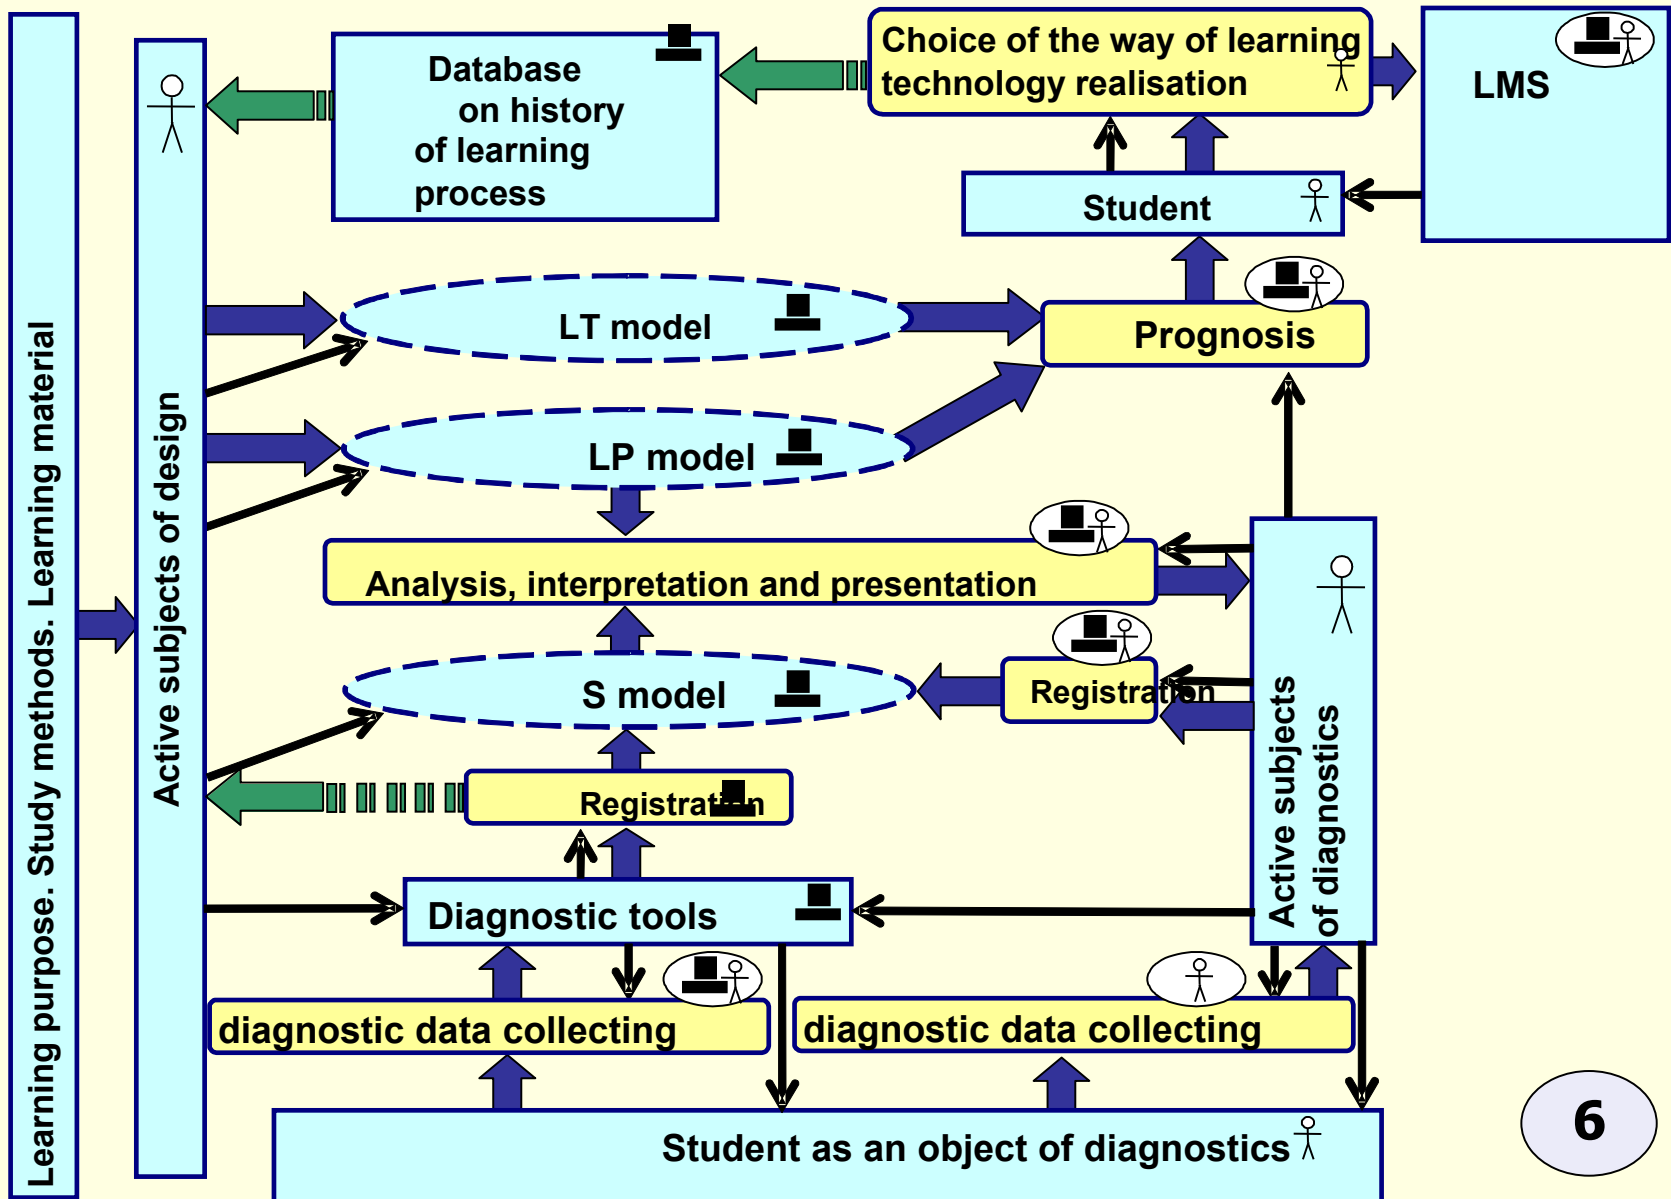 Learning purpose. Study methods. Learning material
Active subjects of design
Database
on history
of learning
process
Choice of the way of learning
technology realisation
LMS
Student
LT model
Prognosis
LP model
Analysis, interpretation and presentation
S model
Registration
Registration
Active subjects
of diagnostics
Diagnostic tools
diagnostic data collecting
diagnostic data collecting
Student as an object of diagnostics
6